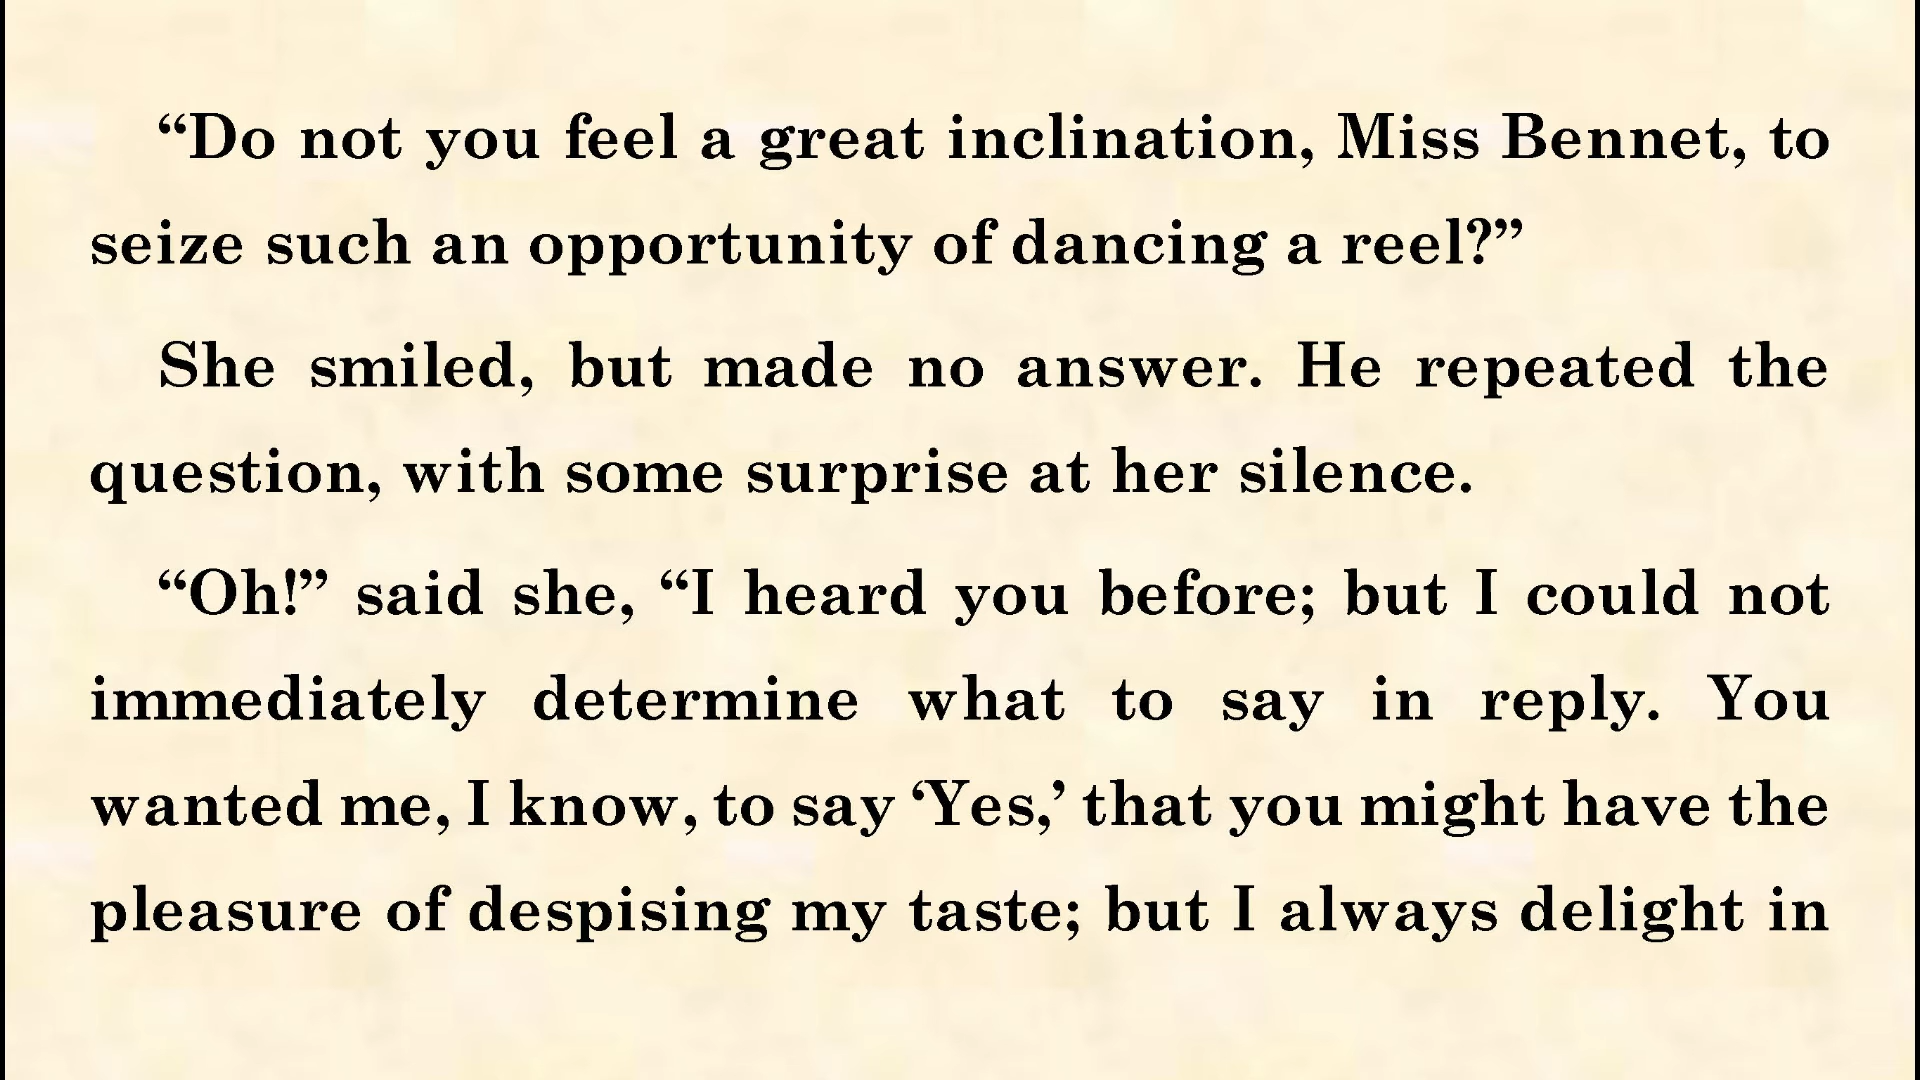 “Do not you feel a great inclination, Miss Bennet, to
seize such an opportunity of dancing a reel?”
She smiled, but made no answer. He repeated the
question, with some surprise at her silence.
“Oh!” said she, “I heard you before; but I could not
immediately determine what to say in reply. You
wanted me, I know, to say ‘Yes,’ that you might have the
pleasure of despising my taste; but I always delight in